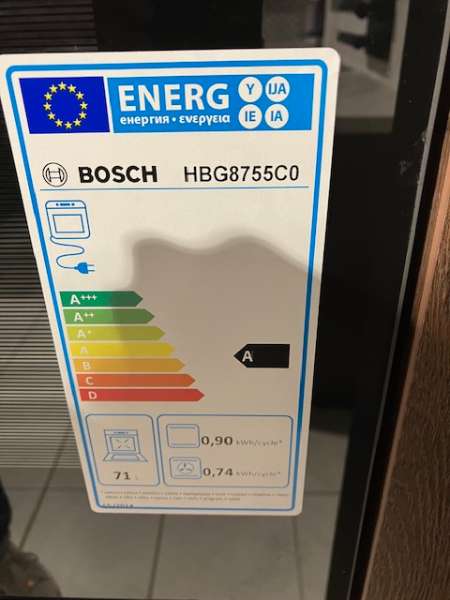 ENERG Y IJA
енергия • ενεργεια IE IA
BOSCH HBG8755C0
A+++
A++
A+
A
A
B
C
D
0,90 kWh/cycle*
71 L
0,74 kWh/cycle*